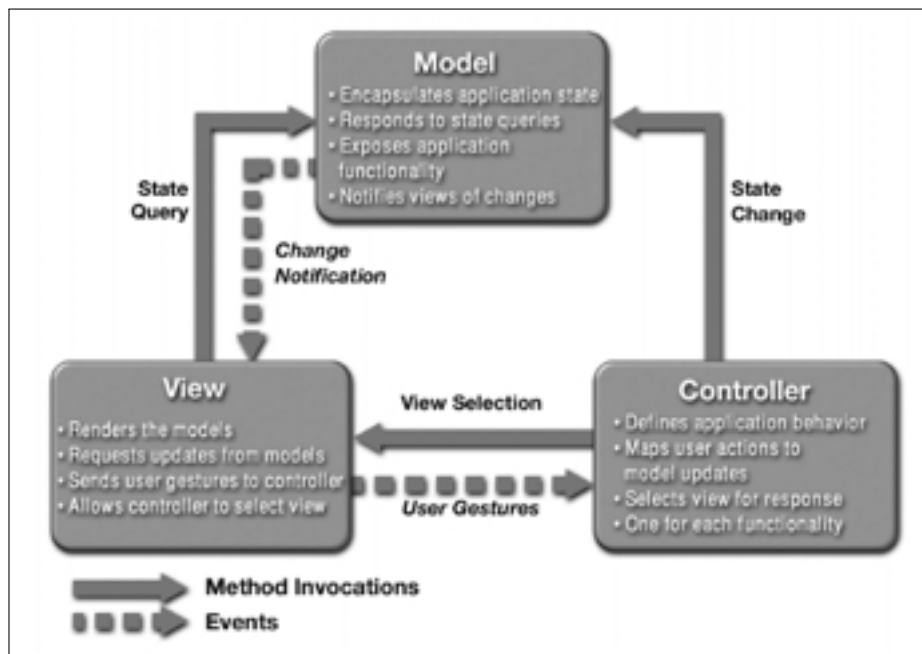 Model
• Encapsulates application state
• Responds to state queries
• Exposes application
functionality
• Notifies views of changes
State
Query
State
Change
Change
Notification
View
• Renders the models
• Requests updates from models
• Sends user gestures to controller
• Allows controller to select view
View Selection
User Gestures
Controller
• Defines application behavior
• Maps user actions to
model updates
• Selects view for response
• One for each functionality
Method Invocations
Events